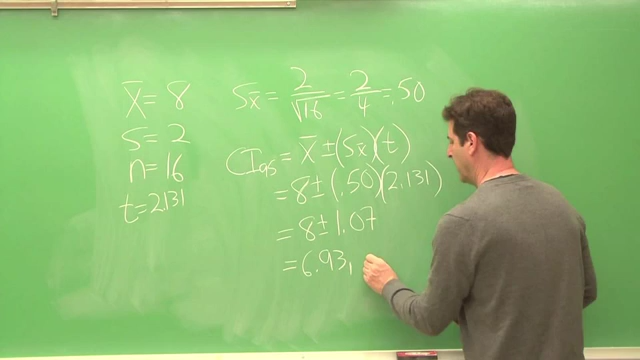 X̄ = 8
s = 2
n = 16
t = 2.131
Sx̄ = 2/√16 = 2/4 = .50
CI95 = X̄ ± (Sx̄)(t)
= 8 ± (.50)(2.131)
= 8 ± 1.07
= 6.93,